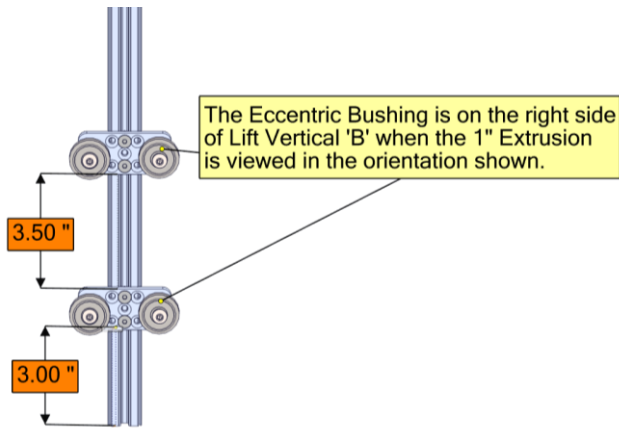 The Eccentric Bushing is on the right side
of Lift Vertical 'B' when the 1" Extrusion
is viewed in the orientation shown.
3.50 "
3.00 "